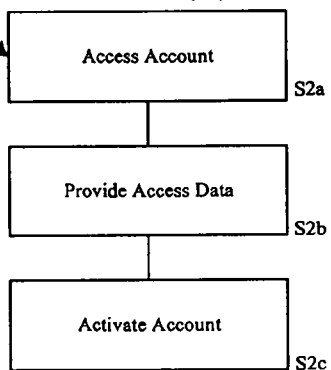 Access Account
S2a
Provide Access Data
S2b
Activate Account
S2c